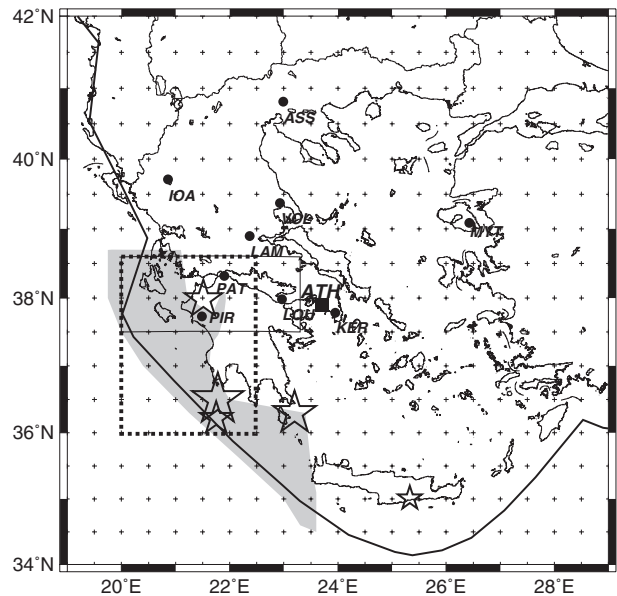 42°N
ASS
40°N
IOA
VOL
MYT
LAM
PAT
ATH
38°N
PIR
LOU
KER
36°N
34°N
20°E
22°E
24°E
26°E
28°E